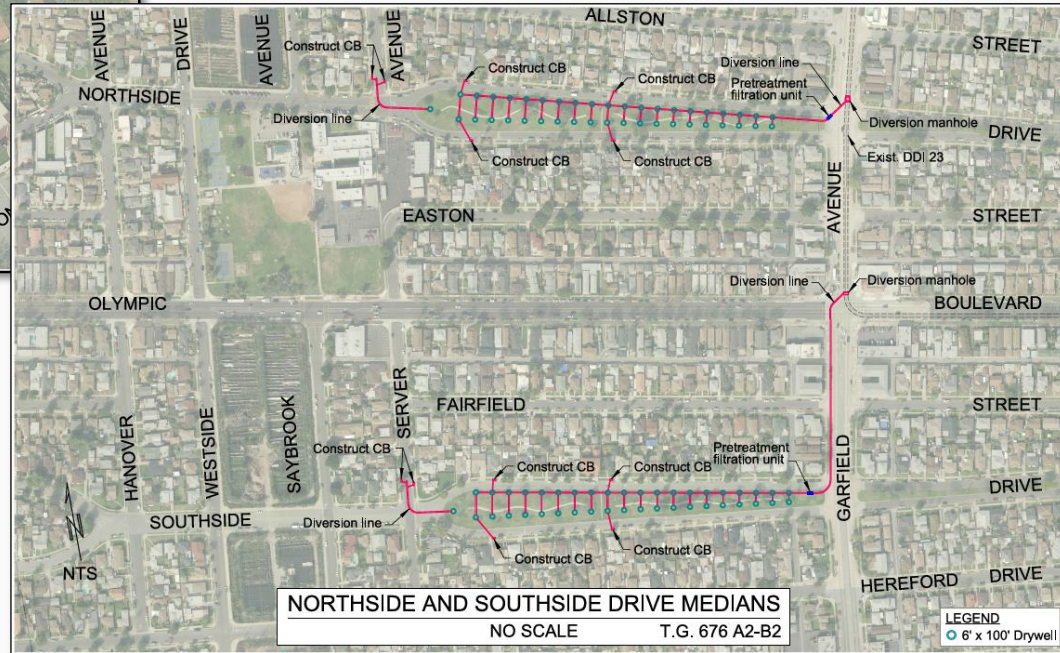 ALLSTON
STREET
AVENUE
DRIVE
AVENUE
AVENUE
Construct CB
Construct CB
Construct CB
Diversion line
Pretreatment
filtration unit
NORTHSIDE
Diversion line
Diversion manhole
DRIVE
Construct CB
Construct CB
Exist. DDI 23
AVENUE
EASTON
STREET
Diversion line
Diversion manhole
OLYMPIC
BOULEVARD
HANOVER
WESTSIDE
SAYBROOK
SERVER
FAIRFIELD
STREET
Construct CB
Construct CB
Construct CB
Pretreatment
filtration unit
GARFIELD
DRIVE
SOUTHSIDE
Diversion line
Construct CB
Construct CB
NTS
HEREFORD
DRIVE
NORTHSIDE AND SOUTHSIDE DRIVE MEDIANS
NO SCALE T.G. 676 A2-B2
LEGEND
6' x 100' Drywell